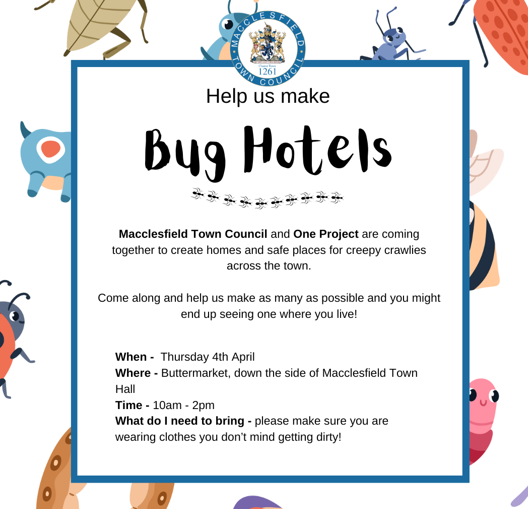 MACCLESFIELD
1261
TOWN COUNCIL
Help us make
Bug Hotels
Macclesfield Town Council and One Project are coming
together to create homes and safe places for creepy crawlies
across the town.
Come along and help us make as many as possible and you might
end up seeing one where you live!
When -  Thursday 4th April
Where - Buttermarket, down the side of Macclesfield Town
Hall
Time - 10am - 2pm
What do I need to bring - please make sure you are
wearing clothes you don't mind getting dirty!